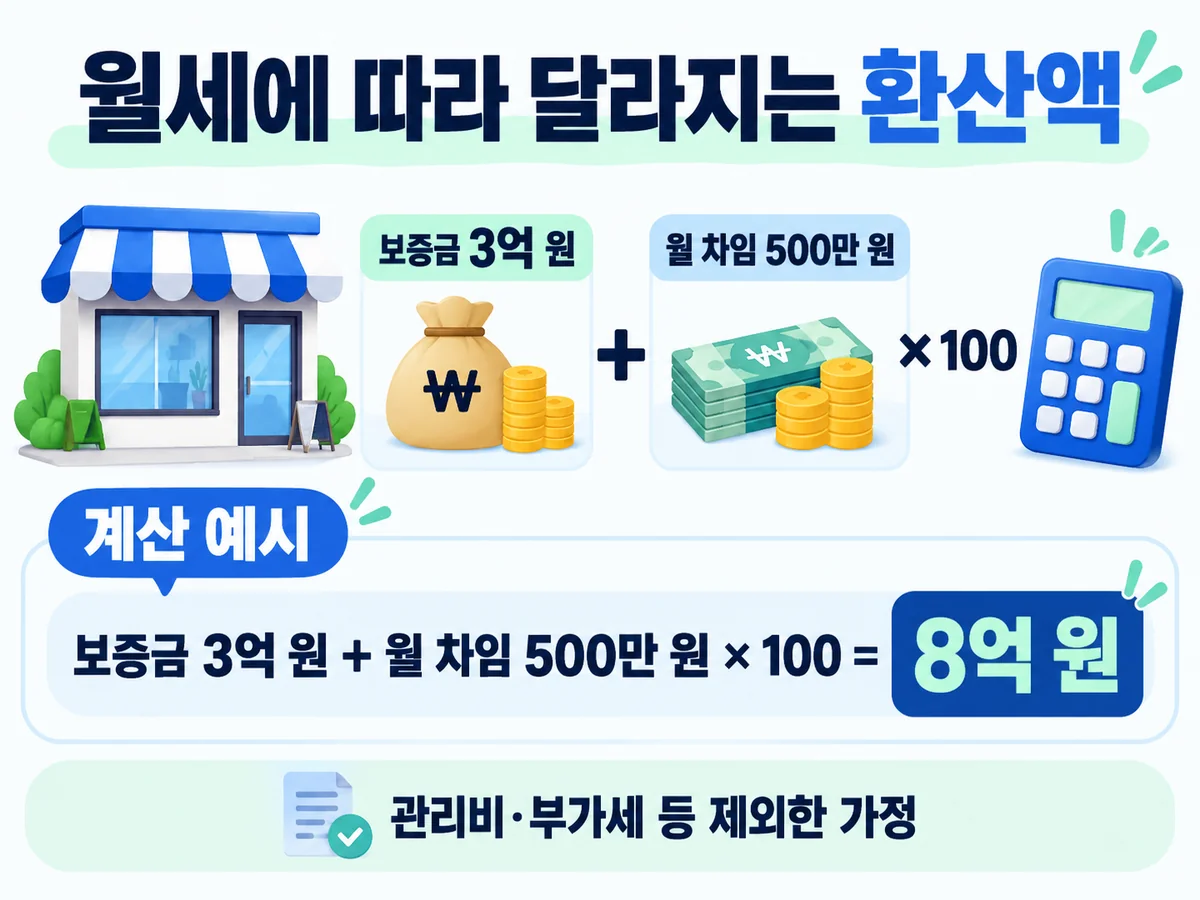 월세에 따라 달라지는 환산액
보증금 3억 원
월 차임 500만 원
₩
+
₩
×100
계산 예시
보증금 3억 원 + 월 차임 500만 원 × 100 = 8억 원
관리비·부가세 등 제외한 가정